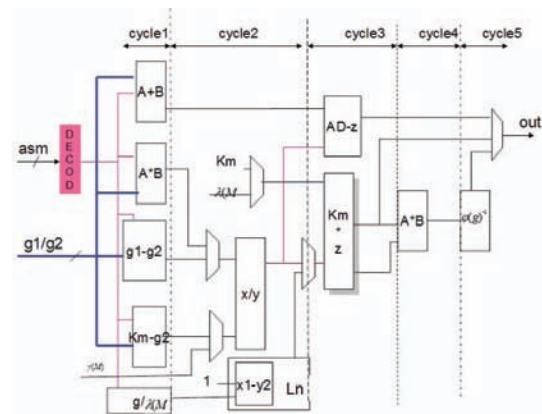 cycle1 cycle2 cycle3 cycle4 cycle5
A+B
DECOD
asm
A*B
Km
λ(M
AD-z
out
Km + z
A*B
φ(g)
g1/g2
g1-g2
x/y
Km-g2
γ(M)
1
x1-y2
Ln
g/λ(M